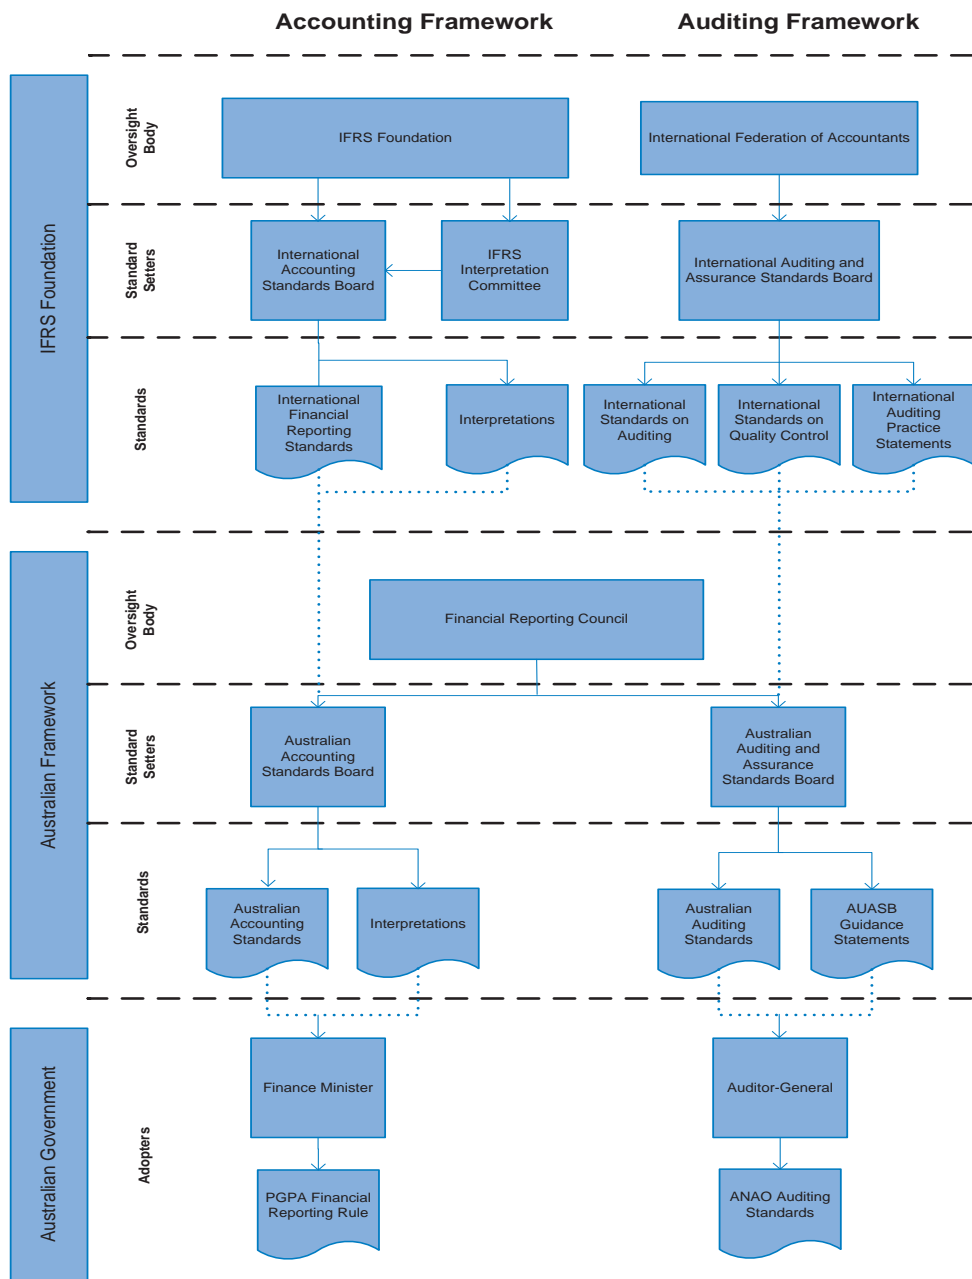 Accounting Framework
Auditing Framework
IFRS Foundation
Oversight
Body
IFRS Foundation
International Federation of Accountants
Standard
Setters
International
Accounting
Standards Board
IFRS
Interpretation
Committee
International Auditing and
Assurance Standards Board
Standards
International
Financial
Reporting
Standards
Interpretations
International
Standards on
Auditing
International
Standards on
Quality Control
International
Auditing
Practice
Statements
Australian Framework
Oversight
Body
Financial Reporting Council
Standard
Setters
Australian
Accounting
Standards Board
Australian
Auditing and
Assurance
Standards Board
Standards
Australian
Accounting
Standards
Interpretations
Australian
Auditing
Standards
AUASB
Guidance
Statements
Australian Government
Adopters
Finance Minister
Auditor-General
PGPA Financial
Reporting Rule
ANAO Auditing
Standards